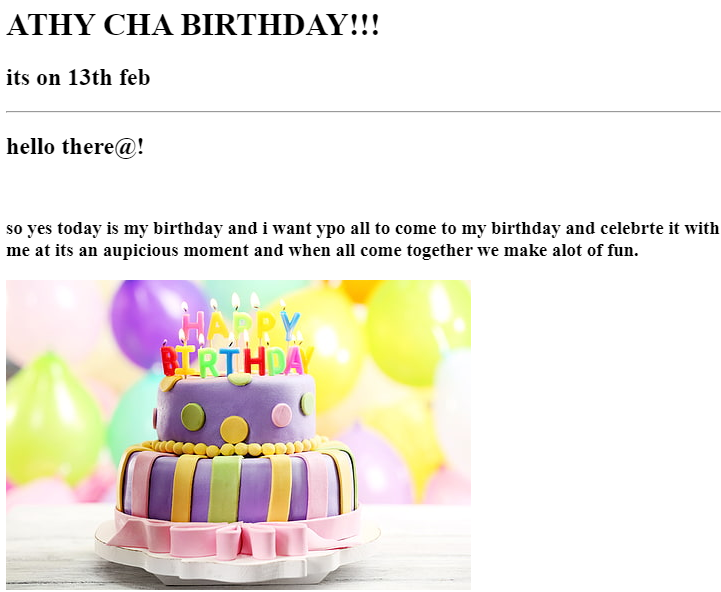 ATHY CHA BIRTHDAY!!!
its on 13th feb
hello there@!
so yes today is my birthday and i want ypo all to come to my birthday and celebrte it with
me at its an aupicious moment and when all come together we make alot of fun.
HAPPY
BIRTHDAY